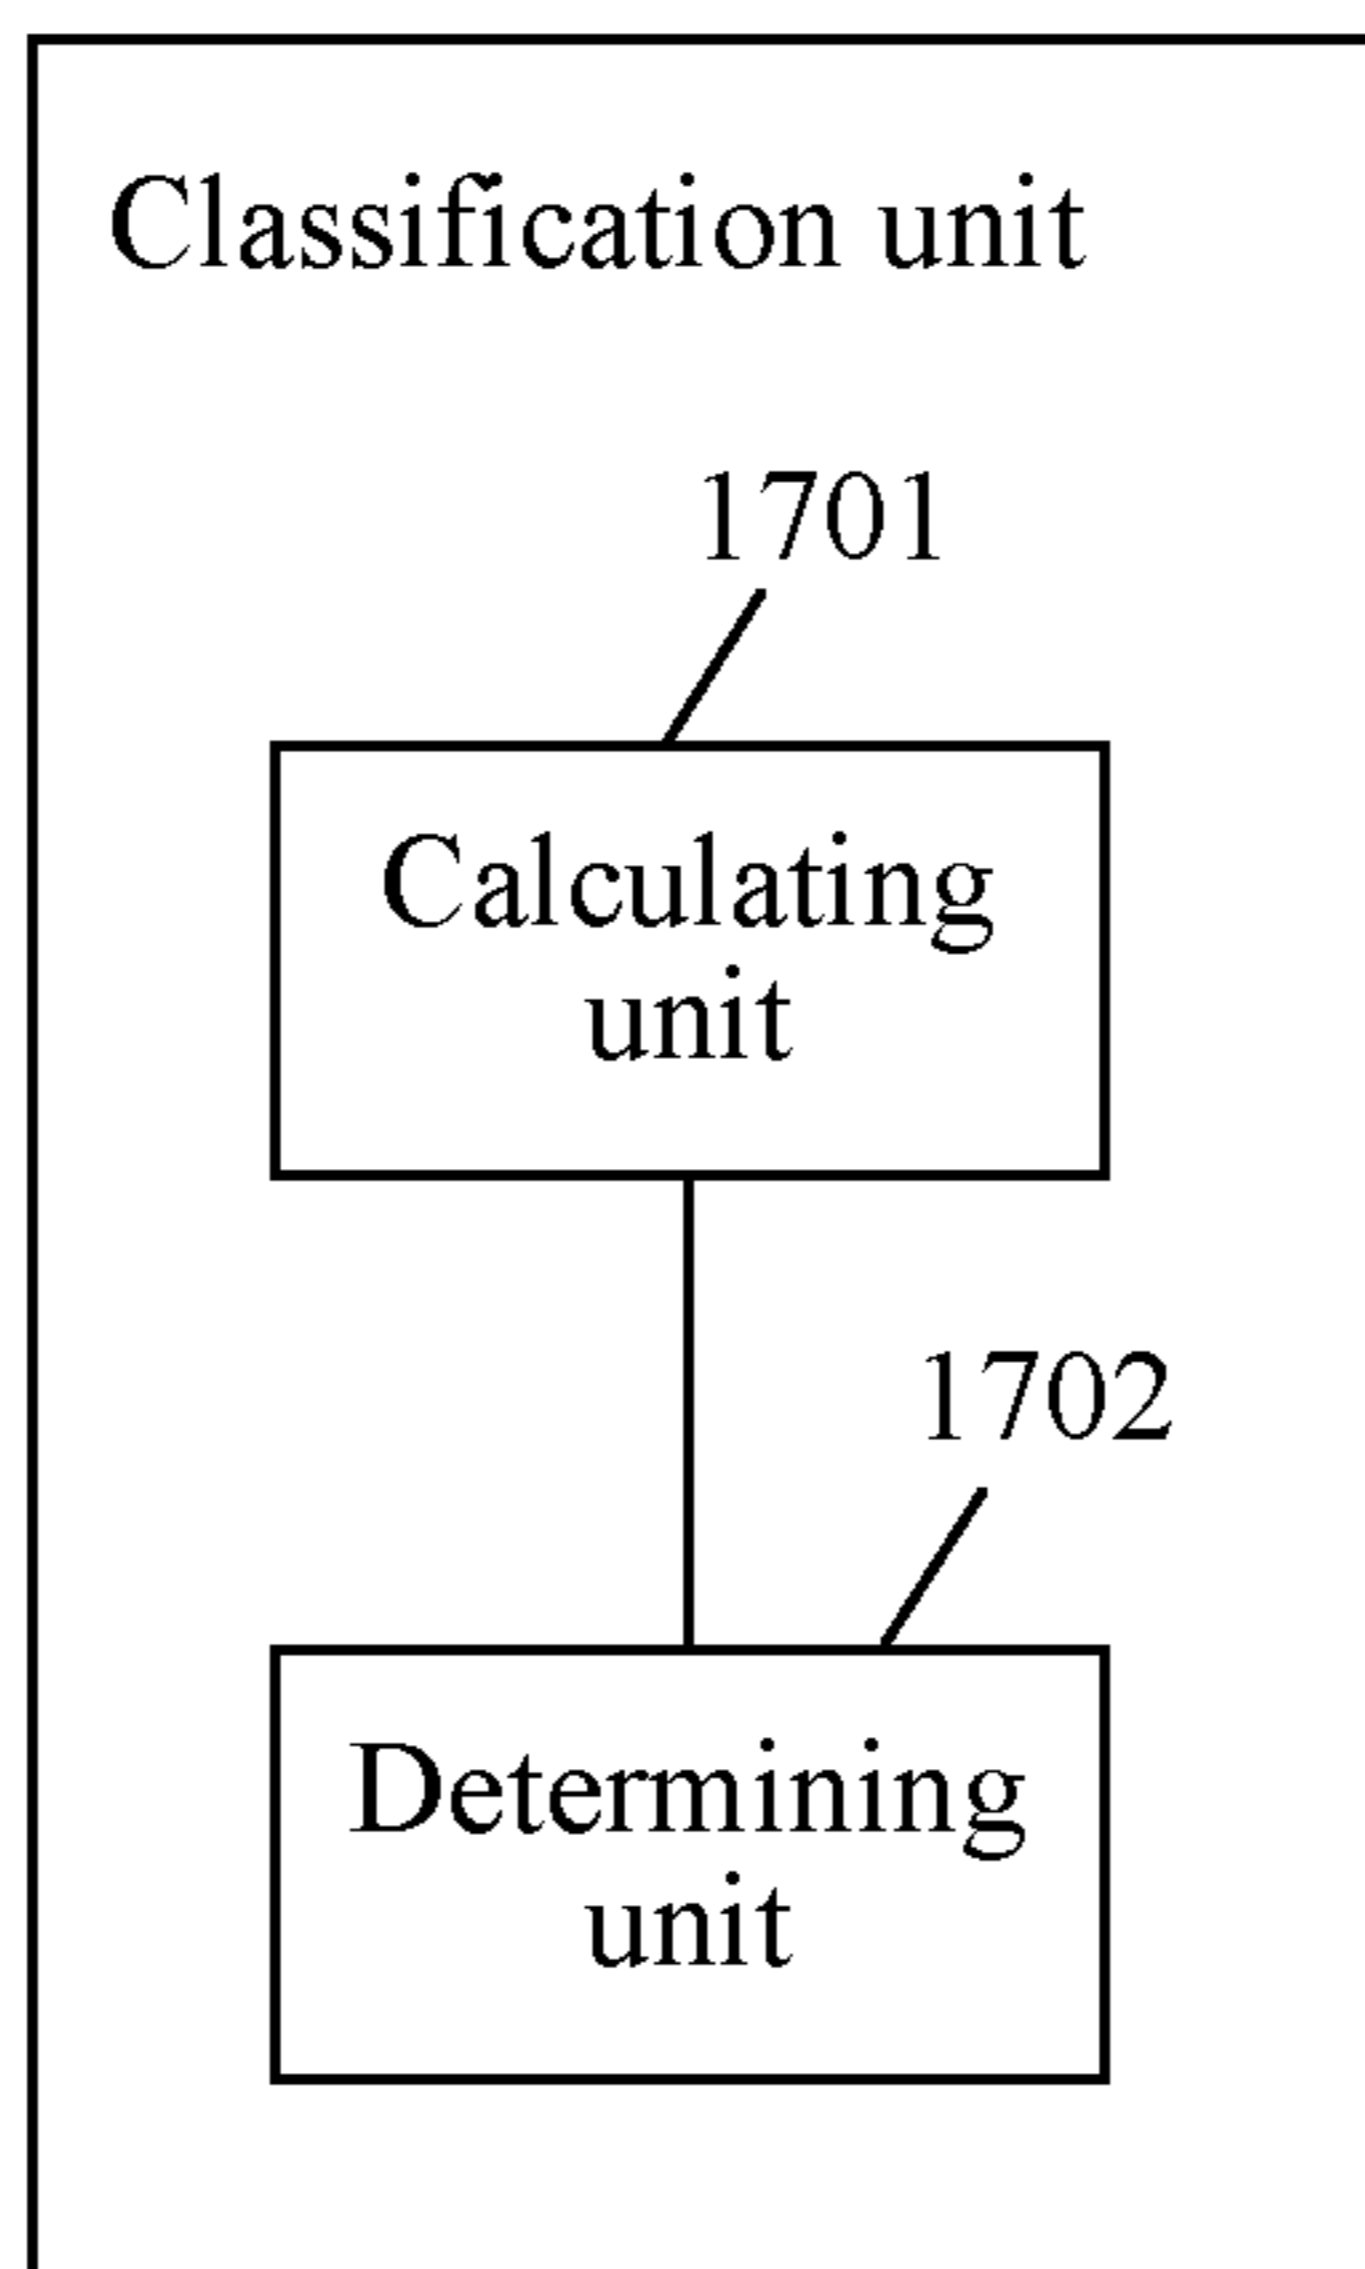 Classification unit
1701
Calculating
unit
1702
Determining
unit